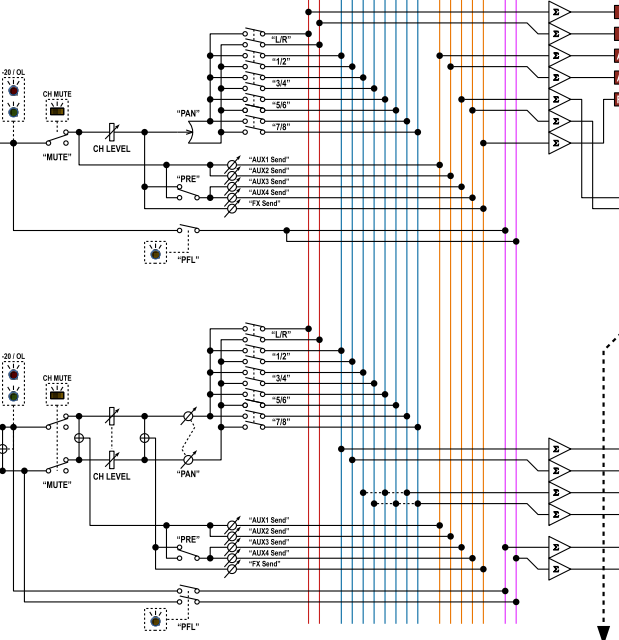 "L/R"
"1/2"
-20 / OL
"3/4"
CH MUTE
"5/6"
"PAN"
"7/8"
"MUTE"
CH LEVEL
"AUX1 Send"
"AUX2 Send"
"PRE"
"AUX3 Send"
"AUX4 Send"
"FX Send"
"PFL"
Σ
Σ
Σ
Σ
Σ
Σ
Σ
"L/R"
"1/2"
-20 / OL
"3/4"
CH MUTE
"5/6"
"7/8"
"PAN"
"MUTE"
CH LEVEL
"AUX1 Send"
"AUX2 Send"
"PRE"
"AUX3 Send"
"AUX4 Send"
"FX Send"
"PFL"
Σ
Σ
Σ
Σ
Σ
Σ